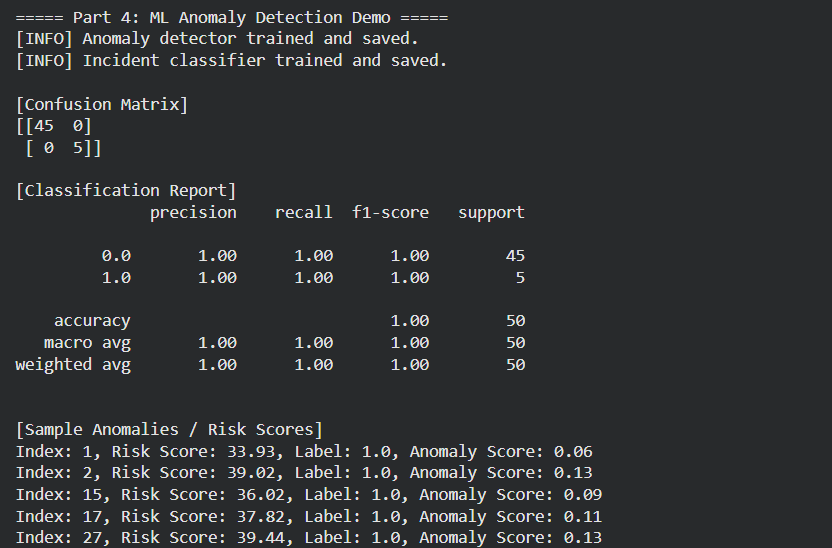 ===== Part 4: ML Anomaly Detection Demo =====
[INFO] Anomaly detector trained and saved.
[INFO] Incident classifier trained and saved.

[Confusion Matrix]
[[45  0]
 [ 0  5]]

[Classification Report]
              precision    recall  f1-score   support

         0.0       1.00      1.00      1.00        45
         1.0       1.00      1.00      1.00         5

    accuracy                           1.00        50
   macro avg       1.00      1.00      1.00        50
weighted avg       1.00      1.00      1.00        50


[Sample Anomalies / Risk Scores]
Index: 1, Risk Score: 33.93, Label: 1.0, Anomaly Score: 0.06
Index: 2, Risk Score: 39.02, Label: 1.0, Anomaly Score: 0.13
Index: 15, Risk Score: 36.02, Label: 1.0, Anomaly Score: 0.09
Index: 17, Risk Score: 37.82, Label: 1.0, Anomaly Score: 0.11
Index: 27, Risk Score: 39.44, Label: 1.0, Anomaly Score: 0.13